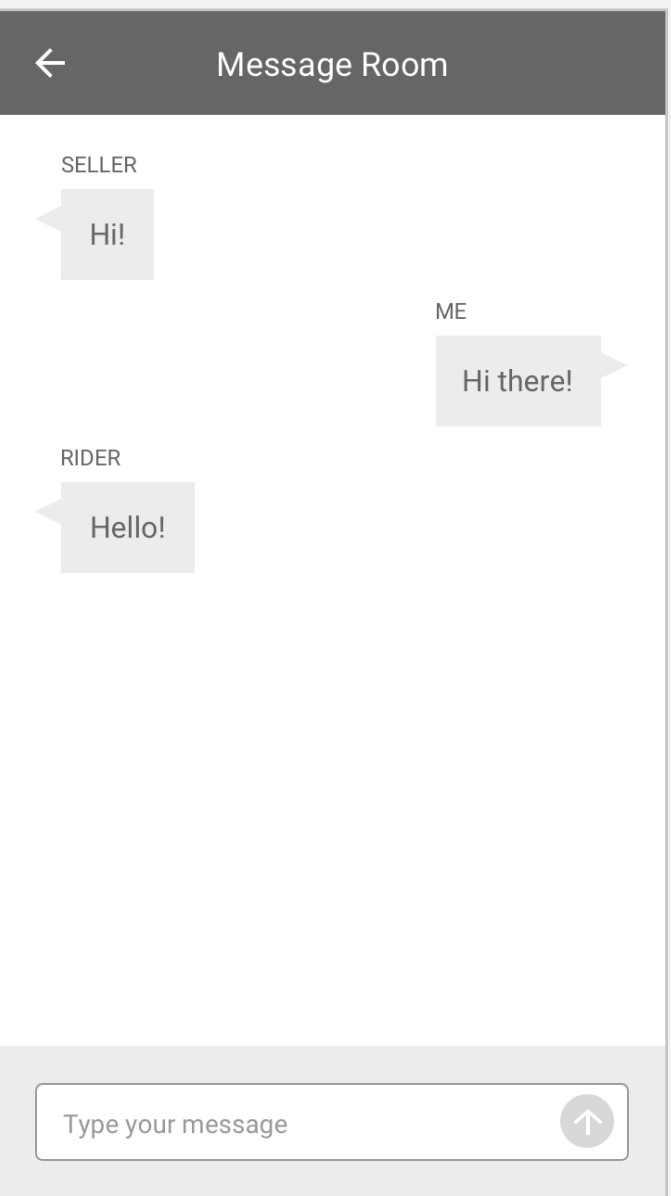 Message Room
SELLER
Hi!
ME
Hi there!
RIDER
Hello!
Type your message